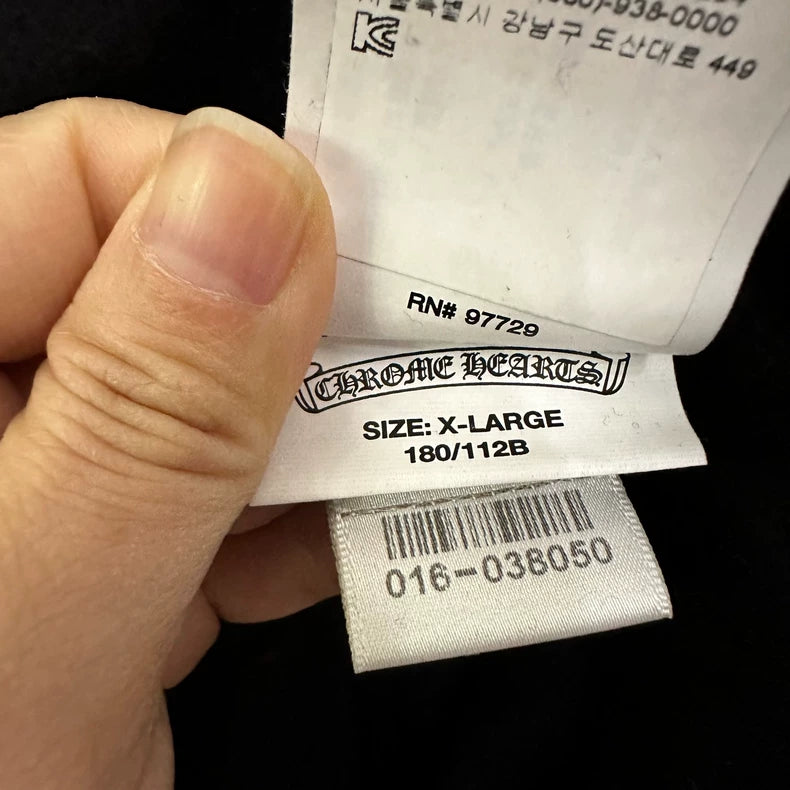 938-0000
시 강남구 도산대로 449
RN# 97729
CHROME HEARTS
SIZE: X-LARGE
180/112B
016-038050